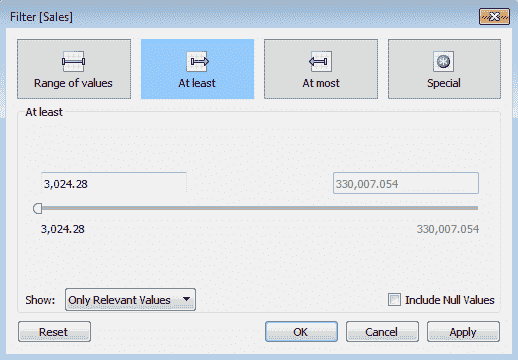 Filter [Sales]
Range of values At least At most Special
At least
3,024.28 330,007.054
3,024.28 330,007.054
Show: Only Relevant Values Include Null Values
Reset OK Cancel Apply